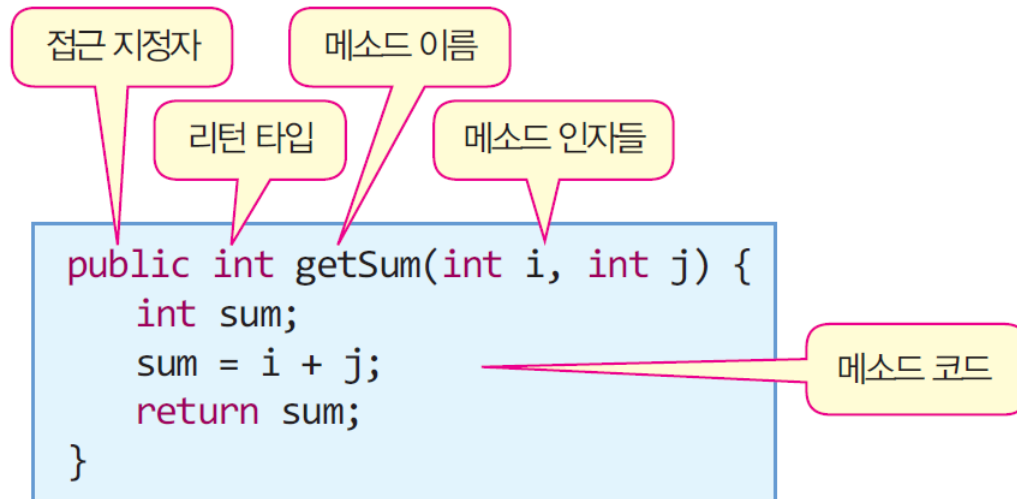 접근 지정자
메소드 이름
리턴 타입
메소드 인자들
public int getSum(int i, int j) {
int sum;
sum = i + j;
return sum;
}
메소드 코드